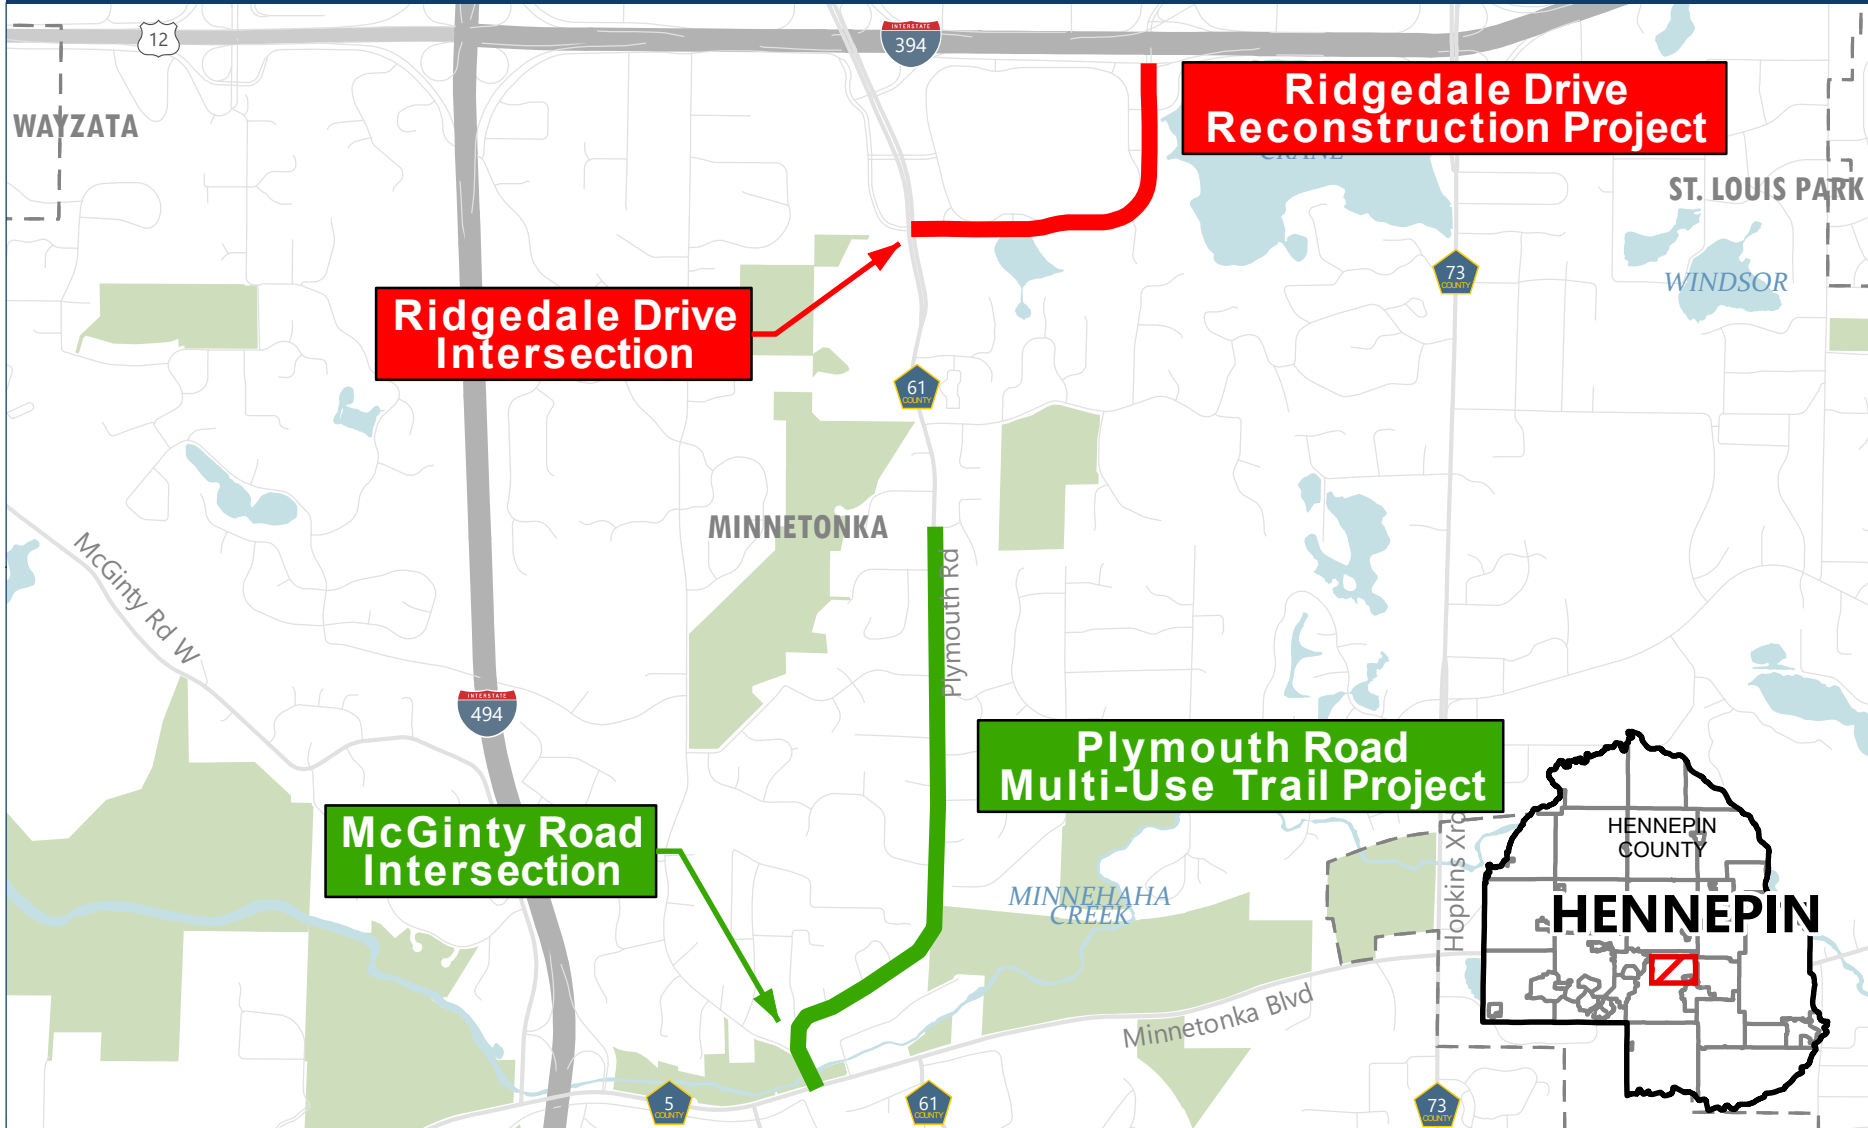 12
INTERSTATE
394
WAYZATA
Ridgedale Drive
Reconstruction Project
CRANE
ST. LOUIS PARK
73
COUNTY
WINDSOR
Ridgedale Drive
Intersection
61
COUNTY
MINNETONKA
McGinty Rd W
Plymouth Rd
INTERSTATE
494
Plymouth Road
Multi-Use Trail Project
McGinty Road
Intersection
HENNEPIN
COUNTY
HENNEPIN
MINNEHAHA
CREEK
Hopkins Xro
Minnetonka Blvd
5
COUNTY
61
COUNTY
73
COUNTY